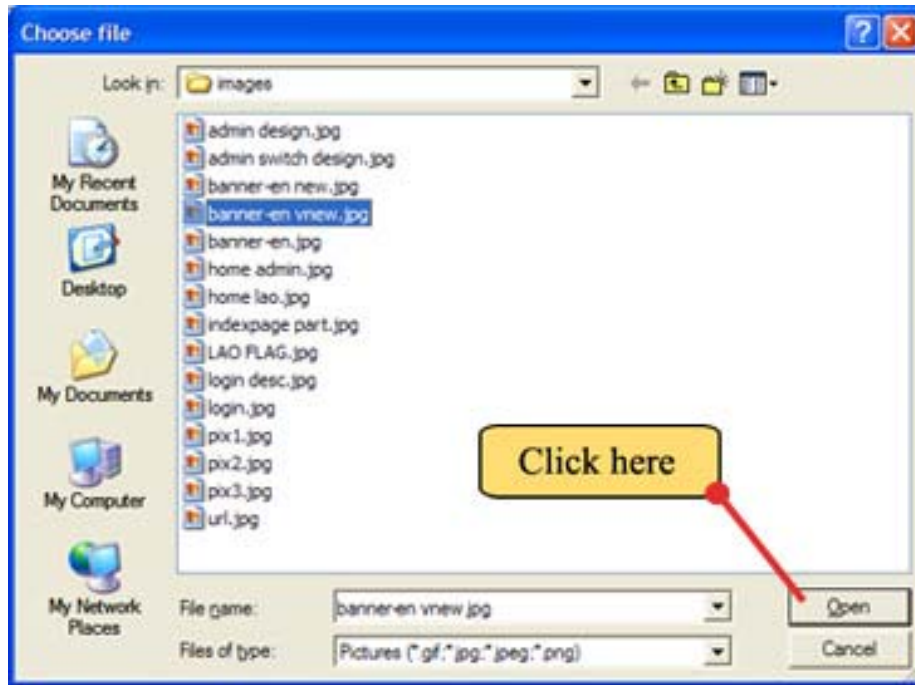 Choose file
Look in:
images
My Recent
Documents
Desktop
My Documents
My Computer
My Network
Places
admin design.jpg
admin switch design.jpg
banner-en new.jpg
banner-en vnew.jpg
banner-en.jpg
home admin.jpg
home lao.jpg
indexpage part.jpg
LAO FLAG.jpg
login desc.jpg
login.jpg
pix1.jpg
pix2.jpg
pix3.jpg
url.jpg
Click here
File name:
banner-en vnew.jpg
Open
Files of type:
Pictures (*.gif;*.jpg;*.jpeg;*.png)
Cancel